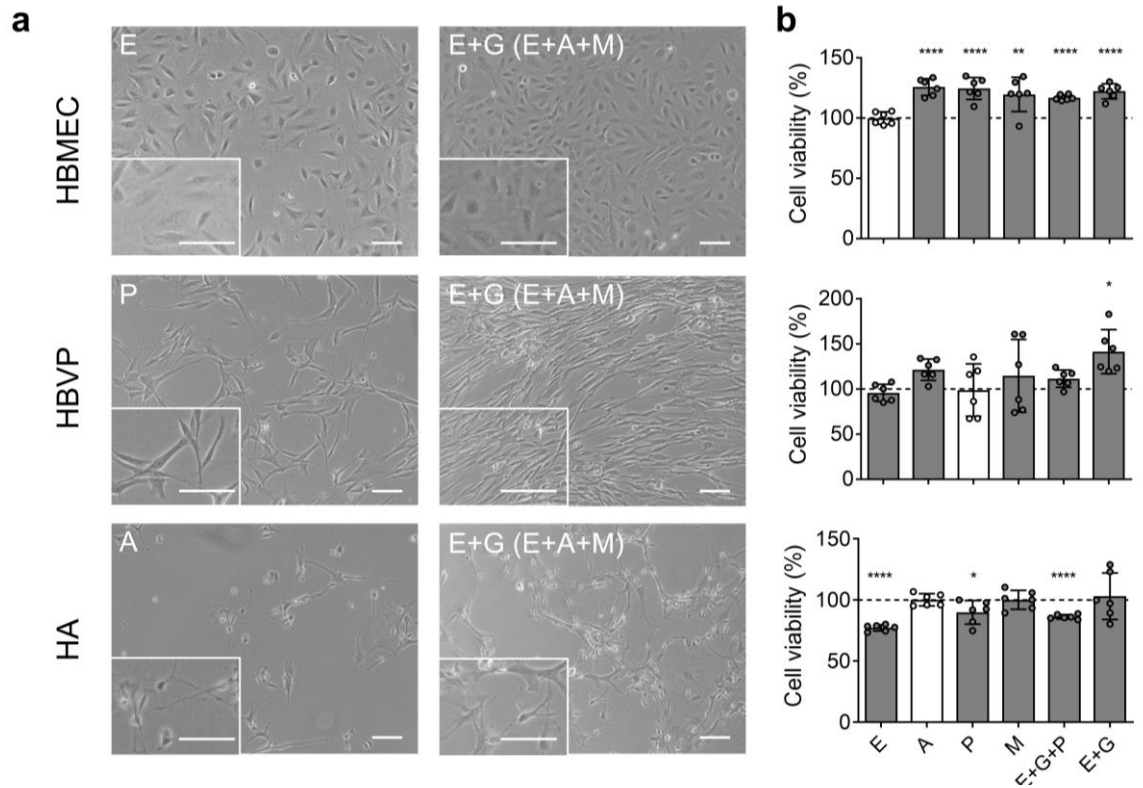 a
b
HBMEC
E
E+G (E+A+M)
HBVP
P
E+G (E+A+M)
HA
A
E+G (E+A+M)
Cell viability (%)
150
100
50
0
**** **** ** **** ****
Cell viability (%)
200
150
100
50
0
*
Cell viability (%)
150
100
50
0
**** * ****
E A P M E+G+P E+G